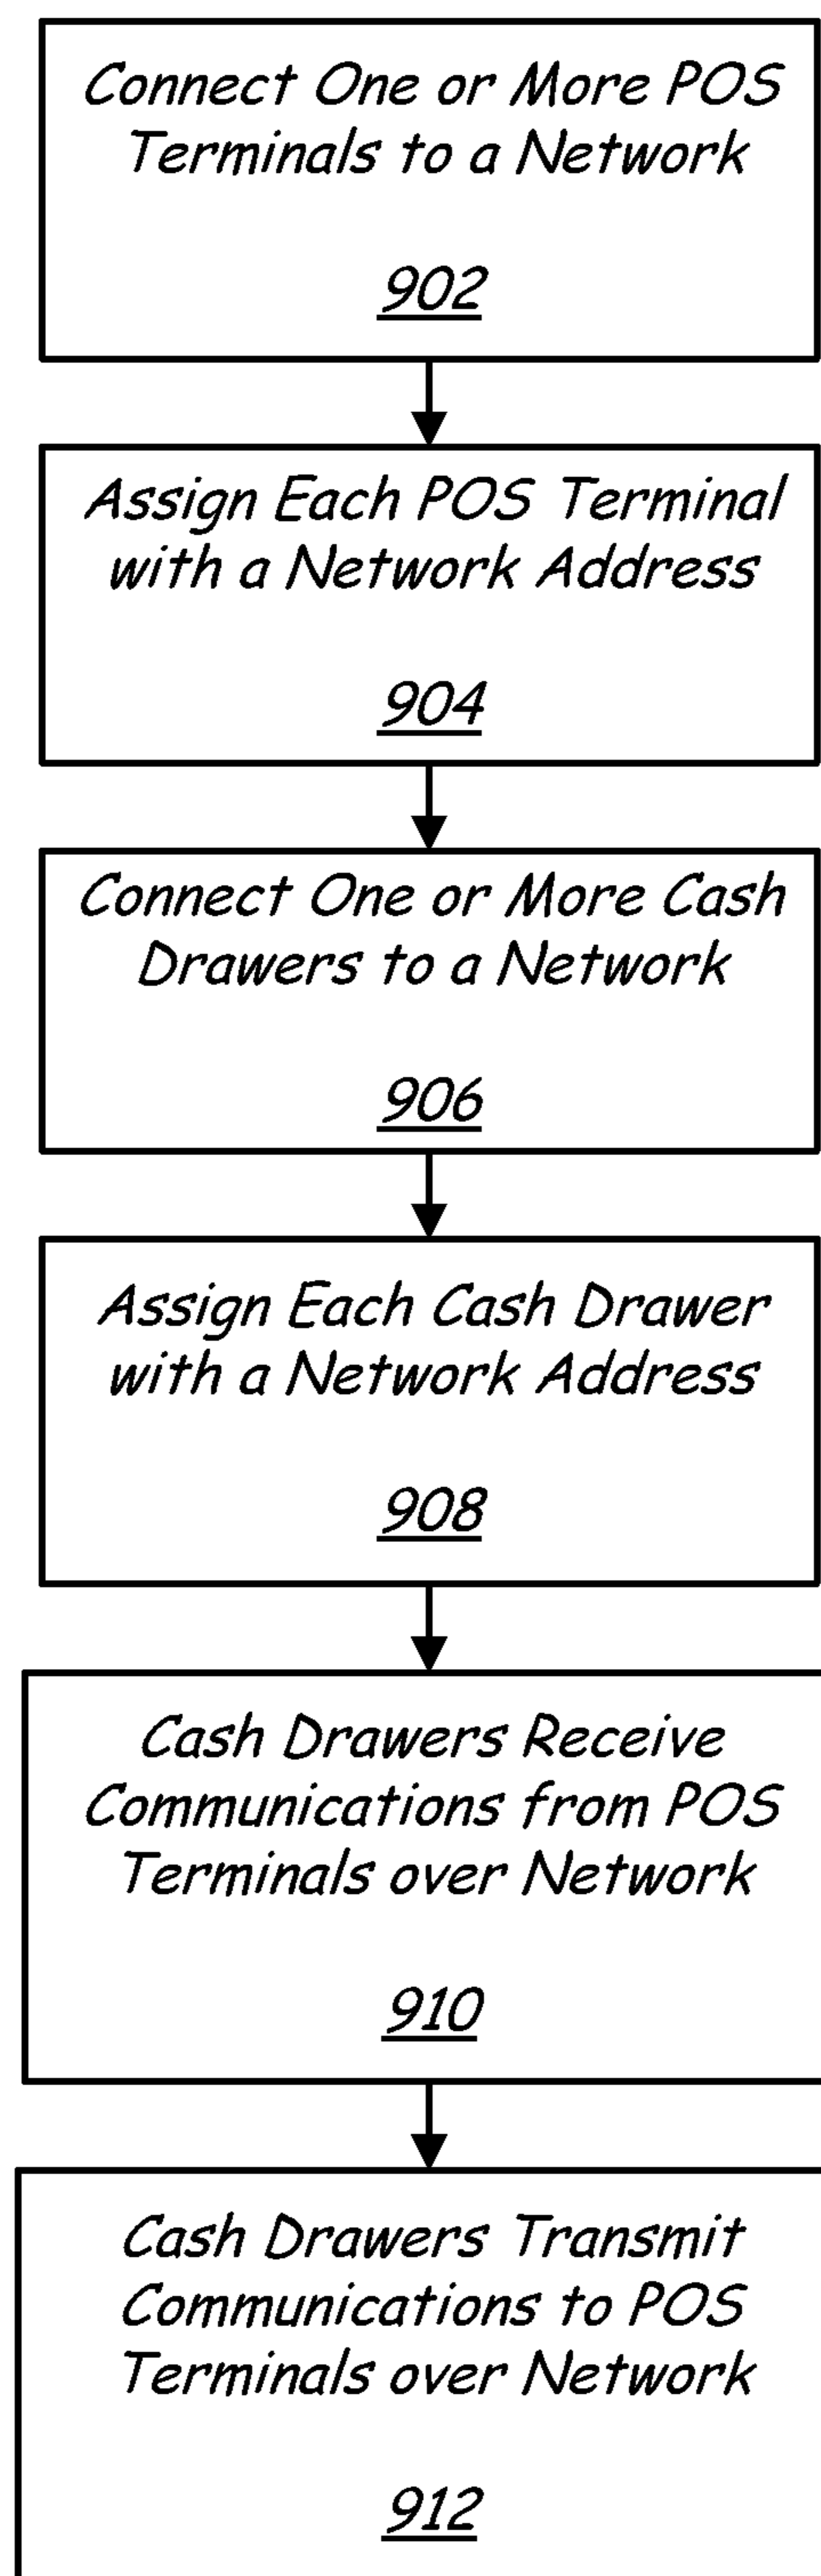 Connect One or More POS
Terminals to a Network
902
Assign Each POS Terminal
with a Network Address
904
Connect One or More Cash
Drawers to a Network
906
Assign Each Cash Drawer
with a Network Address
908
Cash Drawers Receive
Communications from POS
Terminals over Network
910
Cash Drawers Transmit
Communications to POS
Terminals over Network
912